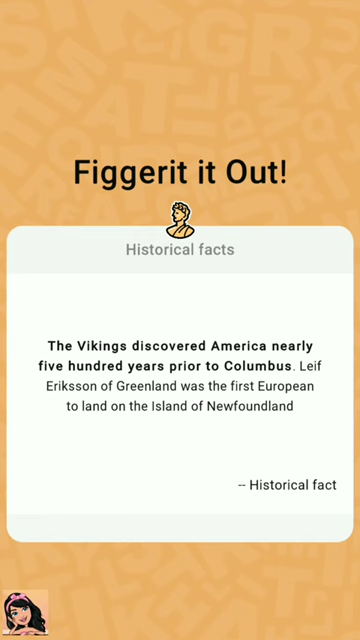 Figgerit it Out!
Historical facts
The Vikings discovered America nearly
five hundred years prior to Columbus. Leif
Eriksson of Greenland was the first European
to land on the Island of Newfoundland
-- Historical fact